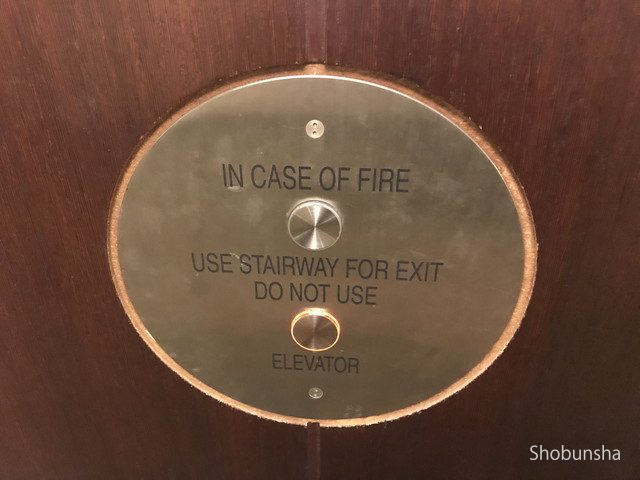 IN CASE OF FIRE
USE STAIRWAY FOR EXIT
DO NOT USE
ELEVATOR
Shobunsha